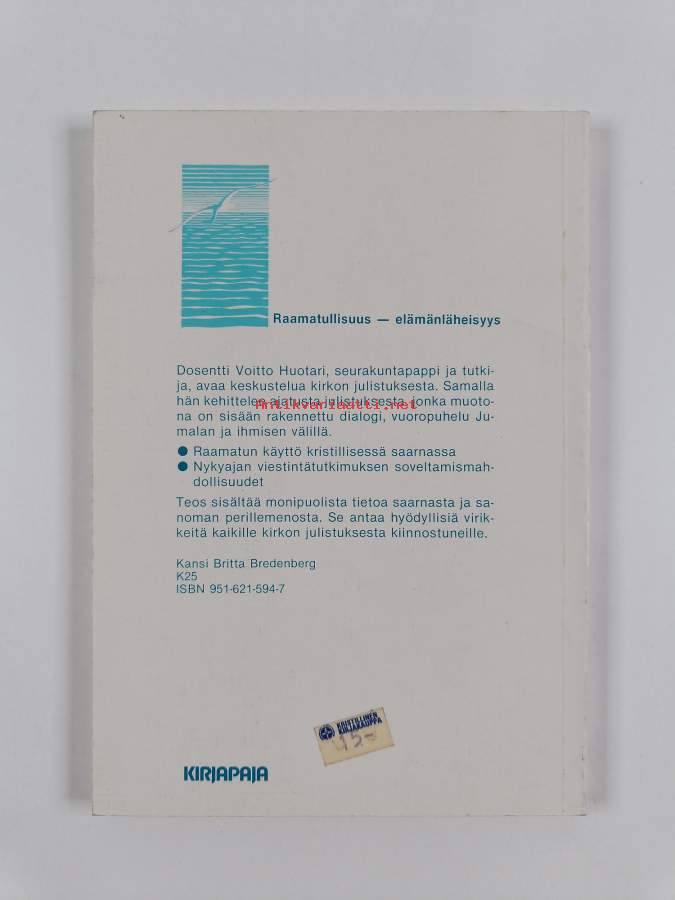 Raamatullisuus — elämänläheisyys
Dosentti Voitto Huotari, seurakuntapappi ja tutki-
ja, avaa keskustelua kirkon julistuksesta. Samalla
hän kehittelee ajatusta julistuksesta, jonka muoto-
Antikvariaatti.net
na on sisään rakennettu dialogi, vuoropuhelu Ju-
malan ja ihmisen välillä.
● Raamatun käyttö kristillisessä saarnassa
● Nykyajan viestintätutkimuksen soveltamismah-
dollisuudet
Teos sisältää monipuolista tietoa saarnasta ja sa-
noman perillemenosta. Se antaa hyödyllisiä virik-
keitä kaikille kirkon julistuksesta kiinnostuneille.
Kansi Britta Bredenberg
K25
ISBN 951-621-594-7
KRISTILLINEN
KIRJAKAUPPA
15-
KIRJAPAJA